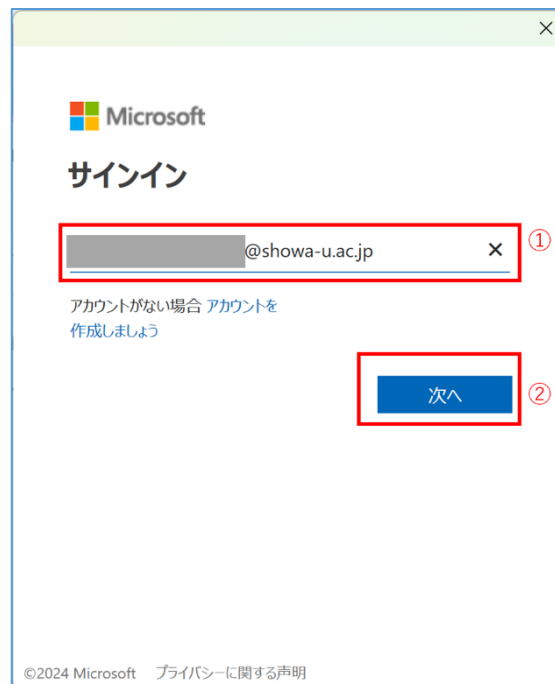 Microsoft
サインイン
@showa-u.ac.jp
①
アカウントがない場合 アカウントを
作成しましょう
次へ
②
©2024 Microsoft プライバシーに関する声明